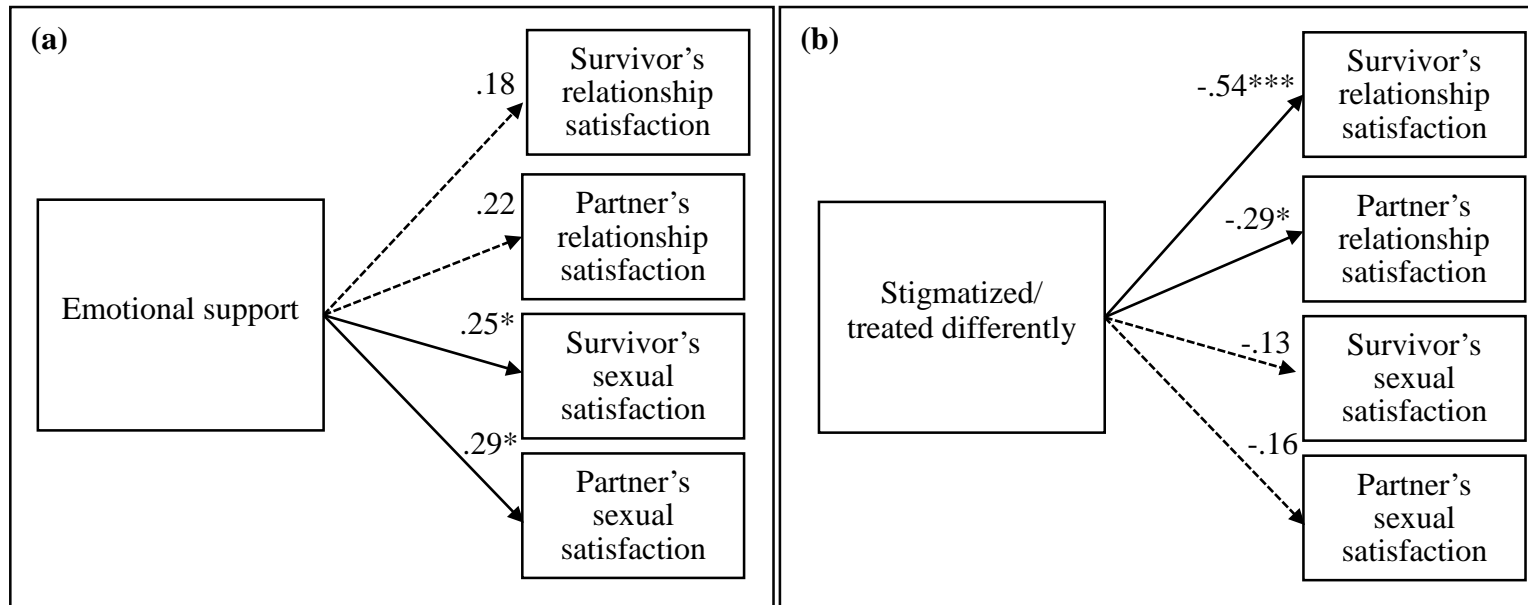 (a)
Emotional support
.18
Survivor’s
relationship
satisfaction
.22
Partner’s
relationship
satisfaction
.25*
Survivor’s
sexual
satisfaction
.29*
Partner’s
sexual
satisfaction
(b)
Stigmatized/
treated differently
-.54***
Survivor’s
relationship
satisfaction
-.29*
Partner’s
relationship
satisfaction
-.13
Survivor’s
sexual
satisfaction
-.16
Partner’s
sexual
satisfaction